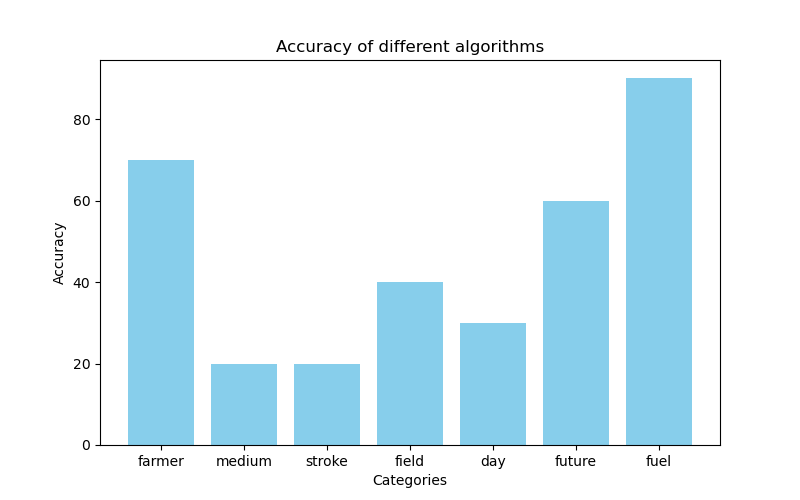 Accuracy of different algorithms
Accuracy
80
60
40
20
0
farmer medium stroke field day future fuel
Categories